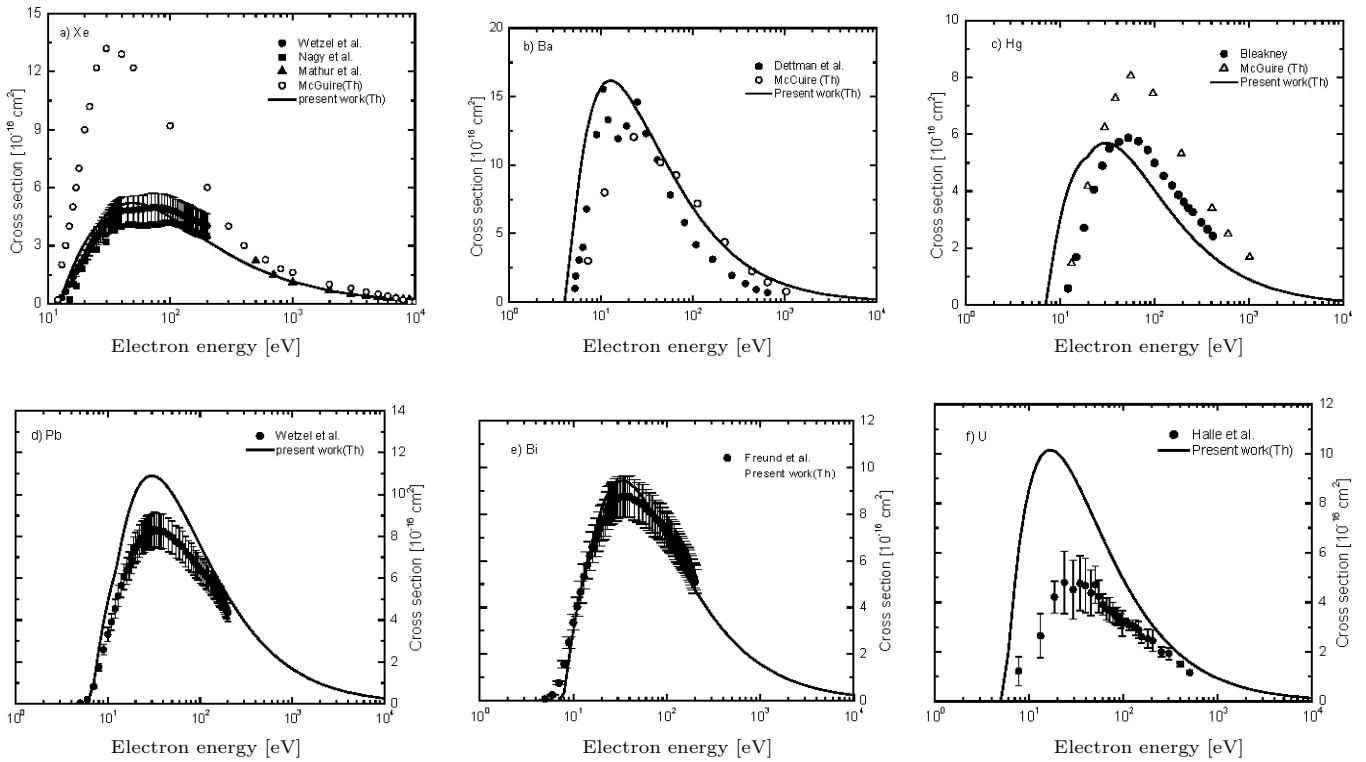 15
12
9
6
3
0
Cross section [10⁻¹⁶ cm²]
a) Xe
Wetzel et al.
Nagy et al.
Mathur et al.
McGuire(Th)
present work(Th)
10¹ 10² 10³ 10⁴
Electron energy [eV]
20
15
10
5
0
Cross section [10⁻¹⁶ cm²]
b) Ba
Dettman et al.
McCuire (Th)
Present work(Th)
10⁰ 10¹ 10² 10³ 10⁴
Electron energy [eV]
10
8
6
4
2
0
Cross section [10⁻¹⁶ cm²]
c) Hg
Bleakney
McGuire (Th)
Present work(Th)
10⁰ 10¹ 10² 10³ 10⁴
Electron energy [eV]
d) Pb
Wetzel et al.
present work(Th)
14
12
10
8
6
4
2
0
Cross section [10⁻¹⁶ cm²]
10⁰ 10¹ 10² 10³ 10⁴
Electron energy [eV]
e) Bi
Freund et al.
Present work(Th)
12
10
8
6
4
2
0
Cross section [10⁻¹⁶ cm²]
10⁰ 10¹ 10² 10³ 10⁴
Electron energy [eV]
f) U
Halle et al.
Present work(Th)
12
10
8
6
4
2
0
Cross section [10⁻¹⁶ cm²]
10⁰ 10¹ 10² 10³ 10⁴
Electron energy [eV]